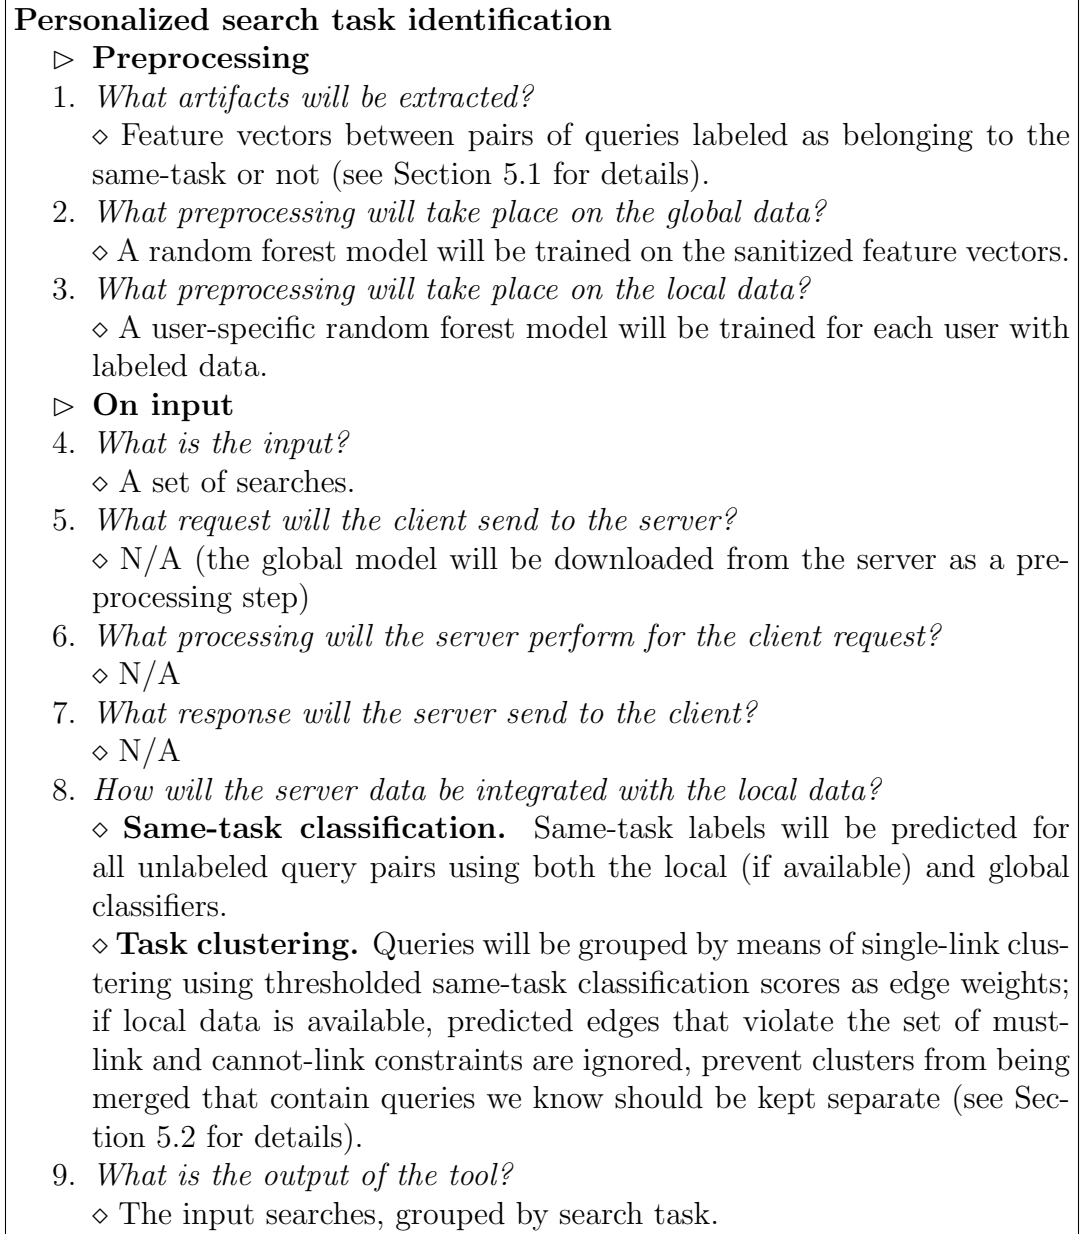 Personalized search task identification
▷ Preprocessing
1. What artifacts will be extracted?
⋄ Feature vectors between pairs of queries labeled as belonging to the
same-task or not (see Section 5.1 for details).
2. What preprocessing will take place on the global data?
⋄ A random forest model will be trained on the sanitized feature vectors.
3. What preprocessing will take place on the local data?
⋄ A user-specific random forest model will be trained for each user with
labeled data.
▷ On input
4. What is the input?
⋄ A set of searches.
5. What request will the client send to the server?
⋄ N/A (the global model will be downloaded from the server as a pre-
processing step)
6. What processing will the server perform for the client request?
⋄ N/A
7. What response will the server send to the client?
⋄ N/A
8. How will the server data be integrated with the local data?
⋄ Same-task classification. Same-task labels will be predicted for
all unlabeled query pairs using both the local (if available) and global
classifiers.
⋄ Task clustering. Queries will be grouped by means of single-link clus-
tering using thresholded same-task classification scores as edge weights;
if local data is available, predicted edges that violate the set of must-
link and cannot-link constraints are ignored, prevent clusters from being
merged that contain queries we know should be kept separate (see Sec-
tion 5.2 for details).
9. What is the output of the tool?
⋄ The input searches, grouped by search task.